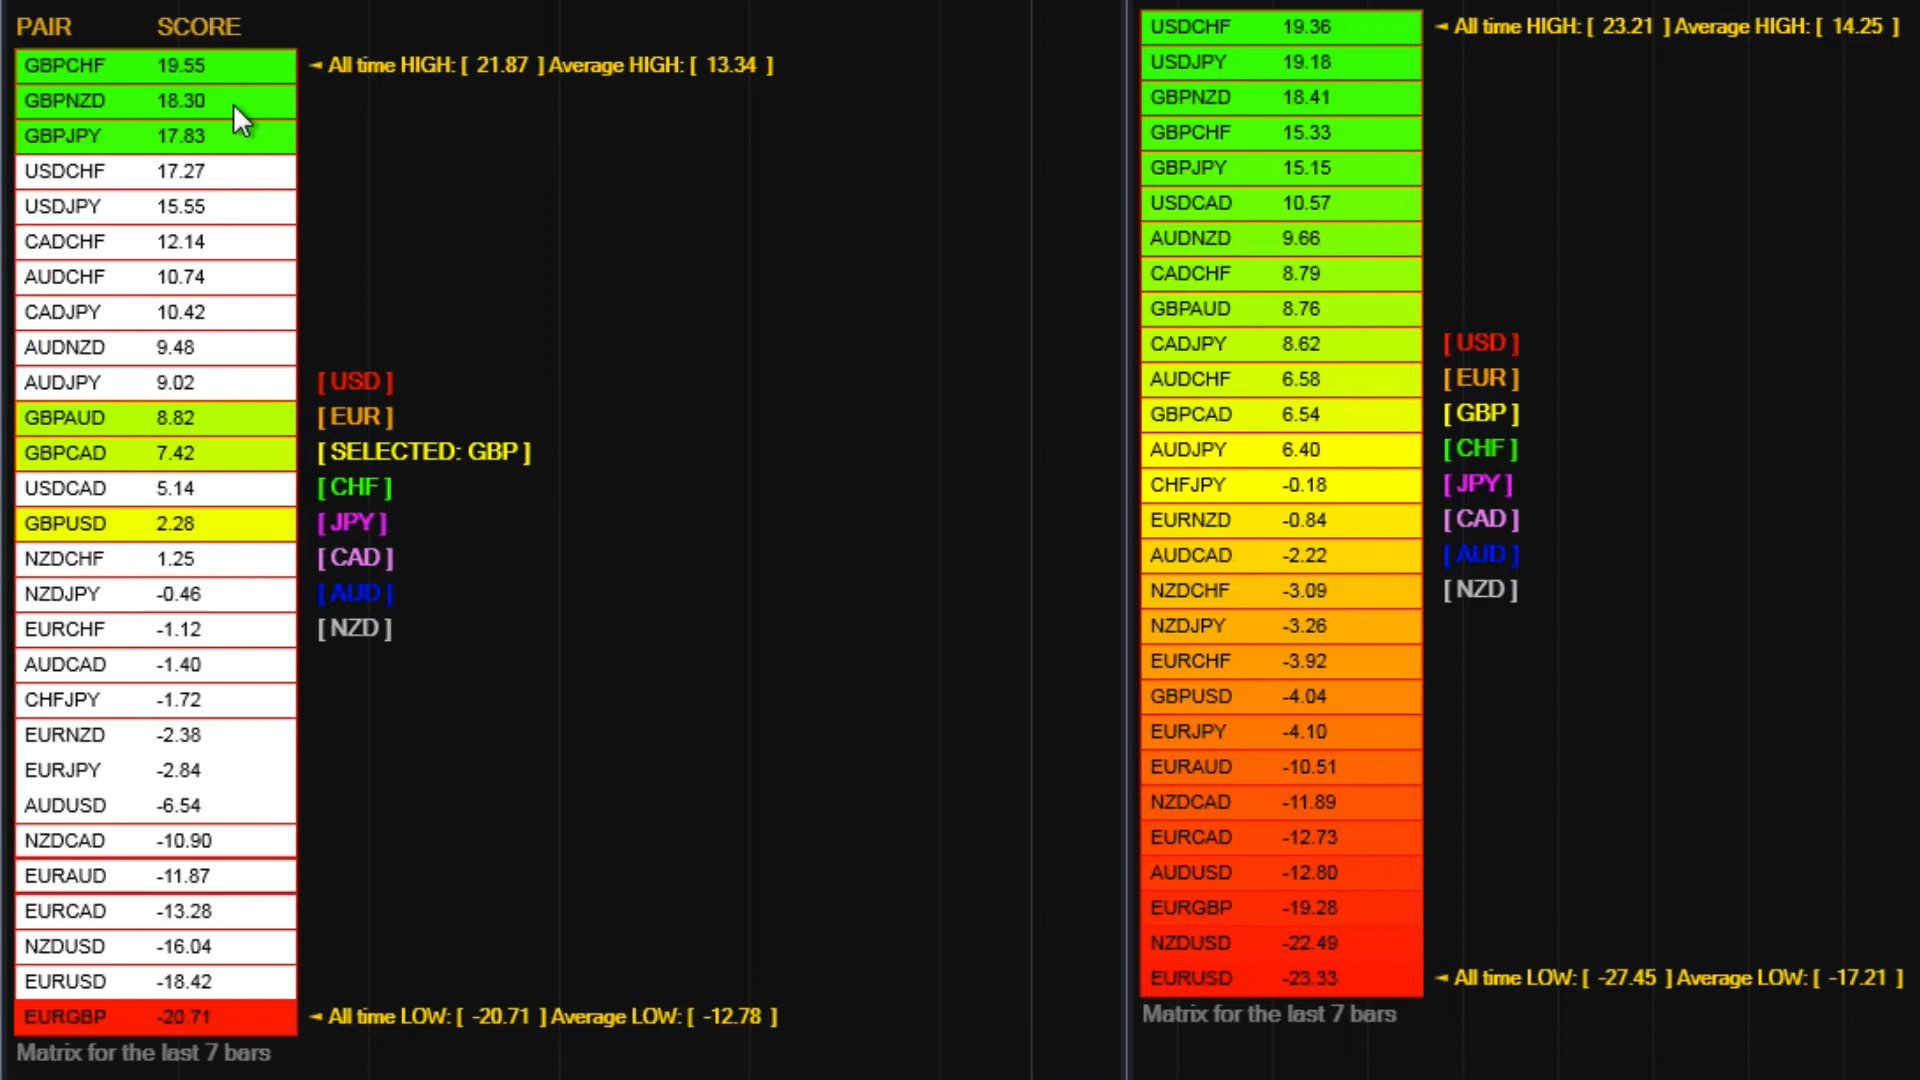 PAIR SCORE
GBPCHF 19.55 ◄ All time HIGH: [ 21.87 ] Average HIGH: [ 13.34 ]
GBPNZD 18.30
GBPJPY 17.83
USDCHF 17.27
USDJPY 15.55
CADCHF 12.14
AUDCHF 10.74
CADJPY 10.42
AUDNZD 9.48
AUDJPY 9.02
GBPAUD 8.82
GBPCAD 7.42
USDCAD 5.14
GBPUSD 2.28
NZDCHF 1.25
NZDJPY -0.46
EURCHF -1.12
AUDCAD -1.40
CHFJPY -1.72
EURNZD -2.38
EURJPY -2.84
AUDUSD -6.54
NZDCAD -10.90
EURAUD -11.87
EURCAD -13.28
NZDUSD -16.04
EURUSD -18.42
EURGBP -20.71 ◄ All time LOW: [ -20.71 ] Average LOW: [ -12.78 ]
Matrix for the last 7 bars
[ USD ]
[ EUR ]
[ SELECTED: GBP ]
[ CHF ]
[ JPY ]
[ CAD ]
[ AUD ]
[ NZD ]
USDCHF 19.36 ◄ All time HIGH: [ 23.21 ] Average HIGH: [ 14.25 ]
USDJPY 19.18
GBPNZD 18.41
GBPCHF 15.33
GBPJPY 15.15
USDCAD 10.57
AUDNZD 9.66
CADCHF 8.79
GBPAUD 8.76
CADJPY 8.62
AUDCHF 6.58
GBPCAD 6.54
AUDJPY 6.40
CHFJPY -0.18
EURNZD -0.84
AUDCAD -2.22
NZDCHF -3.09
NZDJPY -3.26
EURCHF -3.92
GBPUSD -4.04
EURJPY -4.10
EURAUD -10.51
NZDCAD -11.89
EURCAD -12.73
AUDUSD -12.80
EURGBP -19.28
NZDUSD -22.49
EURUSD -23.33 ◄ All time LOW: [ -27.45 ] Average LOW: [ -17.21 ]
Matrix for the last 7 bars
[ USD ]
[ EUR ]
[ GBP ]
[ CHF ]
[ JPY ]
[ CAD ]
[ AUD ]
[ NZD ]